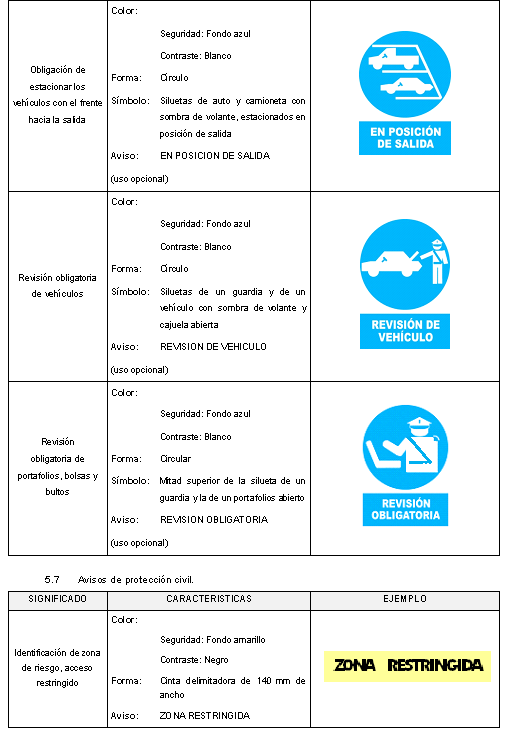 Color:
Seguridad: Fondo azul
Contraste: Blanco
Obligación de
estacionar los
vehículos con el frente
hacia la salida
Forma: Círculo
Símbolo: Siluetas de auto y camioneta con
sombra de volante, estacionados en
posición de salida
Aviso: EN POSICION DE SALIDA
(uso opcional)
EN POSICIÓN
DE SALIDA
Color:
Seguridad: Fondo azul
Contraste: Blanco
Revisión obligatoria
de vehículos
Forma: Círculo
Símbolo: Siluetas de un guardia y de un
vehículo con sombra de volante y
cajuela abierta
Aviso: REVISION DE VEHICULO
(uso opcional)
REVISIÓN DE
VEHÍCULO
Color:
Seguridad: Fondo azul
Contraste: Blanco
Revisión
obligatoria de
portafolios, bolsas y
bultos
Forma: Circular
Símbolo: Mitad superior de la silueta de un
guardia y la de un portafolios abierto
Aviso: REVISION OBLIGATORIA
(uso opcional)
REVISIÓN
OBLIGATORIA
5.7 Avisos de protección civil.
SIGNIFICADO CARACTERISTICAS EJEMPLO
Color:
Seguridad: Fondo amarillo
Contraste: Negro
Identificación de zona
de riesgo, acceso
restringido
Forma: Cinta delimitadora de 140 mm de
ancho
Aviso: ZONA RESTRINGIDA
ZONA RESTRINGIDA